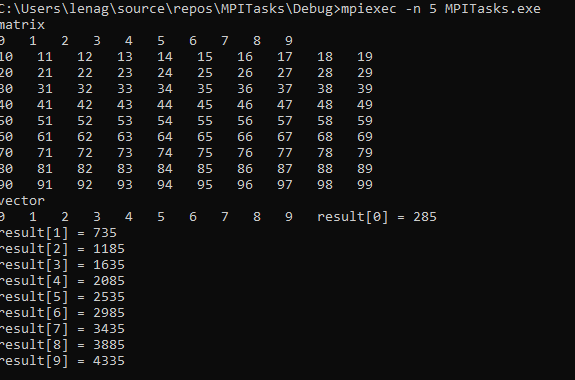 C:\Users\lenag\source\repos\MPITasks\Debug>mpiexec -n 5 MPITasks.exe
matrix
0 1 2 3 4 5 6 7 8 9
10 11 12 13 14 15 16 17 18 19
20 21 22 23 24 25 26 27 28 29
30 31 32 33 34 35 36 37 38 39
40 41 42 43 44 45 46 47 48 49
50 51 52 53 54 55 56 57 58 59
60 61 62 63 64 65 66 67 68 69
70 71 72 73 74 75 76 77 78 79
80 81 82 83 84 85 86 87 88 89
90 91 92 93 94 95 96 97 98 99
vector
0 1 2 3 4 5 6 7 8 9 result[0] = 285
result[1] = 735
result[2] = 1185
result[3] = 1635
result[4] = 2085
result[5] = 2535
result[6] = 2985
result[7] = 3435
result[8] = 3885
result[9] = 4335